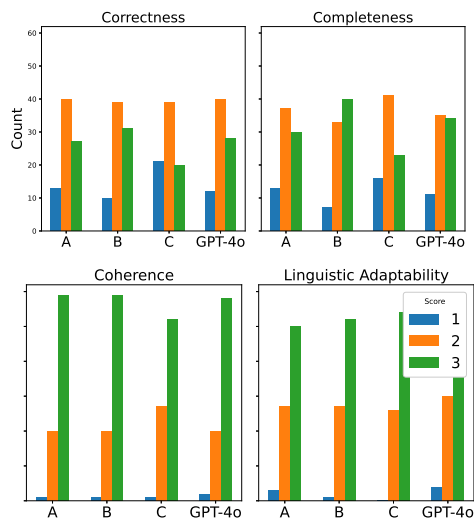 Correctness
Completeness
Count
60
50
40
30
20
10
0
A B C GPT-4o
A B C GPT-4o
Coherence
Linguistic Adaptability
Score
1
2
3
A B C GPT-4o
A B C GPT-4o